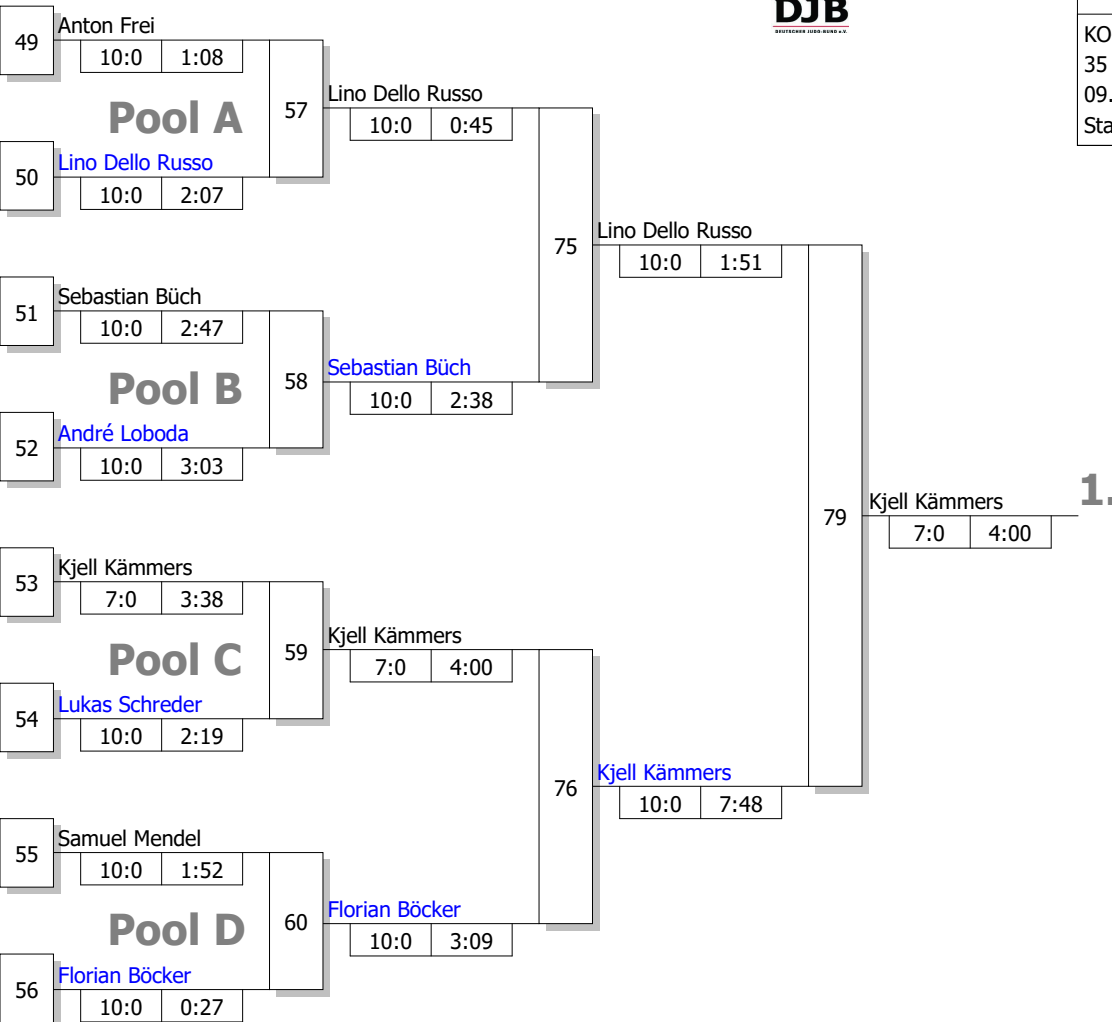 DJB
DEUTSCHER JUDO-BUND e.V.
KO
35
09.
Sta
49
Anton Frei
10:0 1:08
Pool A
57
Lino Dello Russo
10:0 0:45
50
Lino Dello Russo
10:0 2:07
75
Lino Dello Russo
10:0 1:51
51
Sebastian Büch
10:0 2:47
Pool B
58
Sebastian Büch
10:0 2:38
52
André Loboda
10:0 3:03
79
Kjell Kämmers
7:0 4:00
1.
53
Kjell Kämmers
7:0 3:38
Pool C
59
Kjell Kämmers
7:0 4:00
54
Lukas Schreder
10:0 2:19
76
Kjell Kämmers
10:0 7:48
55
Samuel Mendel
10:0 1:52
Pool D
60
Florian Böcker
10:0 3:09
56
Florian Böcker
10:0 0:27